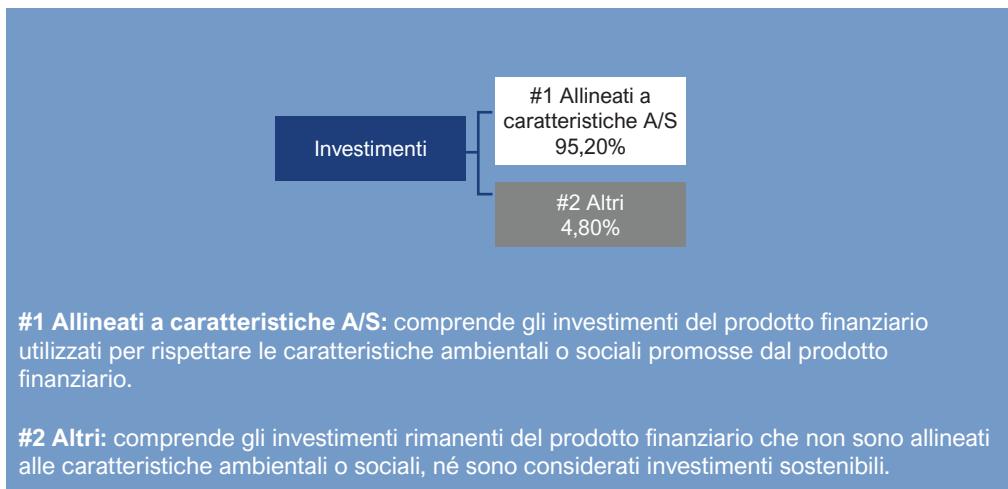 #1 Allineati a
caratteristiche A/S
95,20%
Investimenti
#2 Altri
4,80%
#1 Allineati a caratteristiche A/S: comprende gli investimenti del prodotto finanziario
utilizzati per rispettare le caratteristiche ambientali o sociali promosse dal prodotto
finanziario.
#2 Altri: comprende gli investimenti rimanenti del prodotto finanziario che non sono allineati
alle caratteristiche ambientali o sociali, né sono considerati investimenti sostenibili.